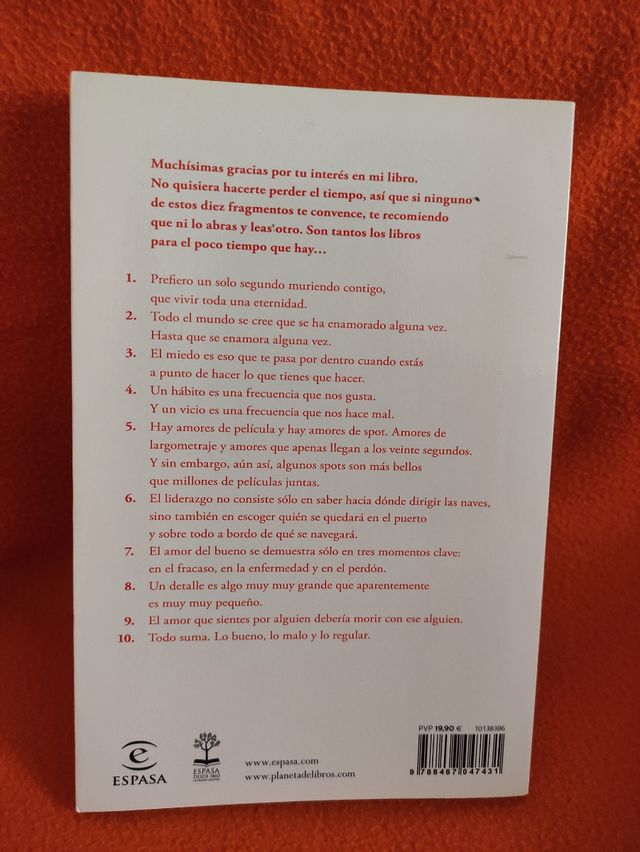 Muchísimas gracias por tu interés en mi libro.
No quisiera hacerte perder el tiempo, así que si ninguno
de estos diez fragmentos te convence, te recomiendo
que ni lo abras y leas otro. Son tantos los libros
para el poco tiempo que hay...
1. Prefiero un solo segundo muriendo contigo,
que vivir toda una eternidad.
2. Todo el mundo se cree que se ha enamorado alguna vez.
Hasta que se enamora alguna vez.
3. El miedo es eso que te pasa por dentro cuando estás
a punto de hacer lo que tienes que hacer.
4. Un hábito es una frecuencia que nos gusta.
Y un vicio es una frecuencia que nos hace mal.
5. Hay amores de película y hay amores de spot. Amores de
largometraje y amores que apenas llegan a los veinte segundos.
Y sin embargo, aún así, algunos spots son más bellos
que millones de películas juntas.
6. El liderazgo no consiste sólo en saber hacia dónde dirigir las naves,
sino también en escoger quién se quedará en el puerto
y sobre todo a bordo de qué se navegará.
7. El amor del bueno se demuestra sólo en tres momentos clave:
en el fracaso, en la enfermedad y en el perdón.
8. Un detalle es algo muy muy grande que aparentemente
es muy muy pequeño.
9. El amor que sientes por alguien debería morir con ese alguien.
10. Todo suma. Lo bueno, lo malo y lo regular.
PVP 19,90 € 10138386
9 788467 047431
e
ESPASA
ESPASA
DESDE 1860
www.espasa.com
www.planetadelibros.com